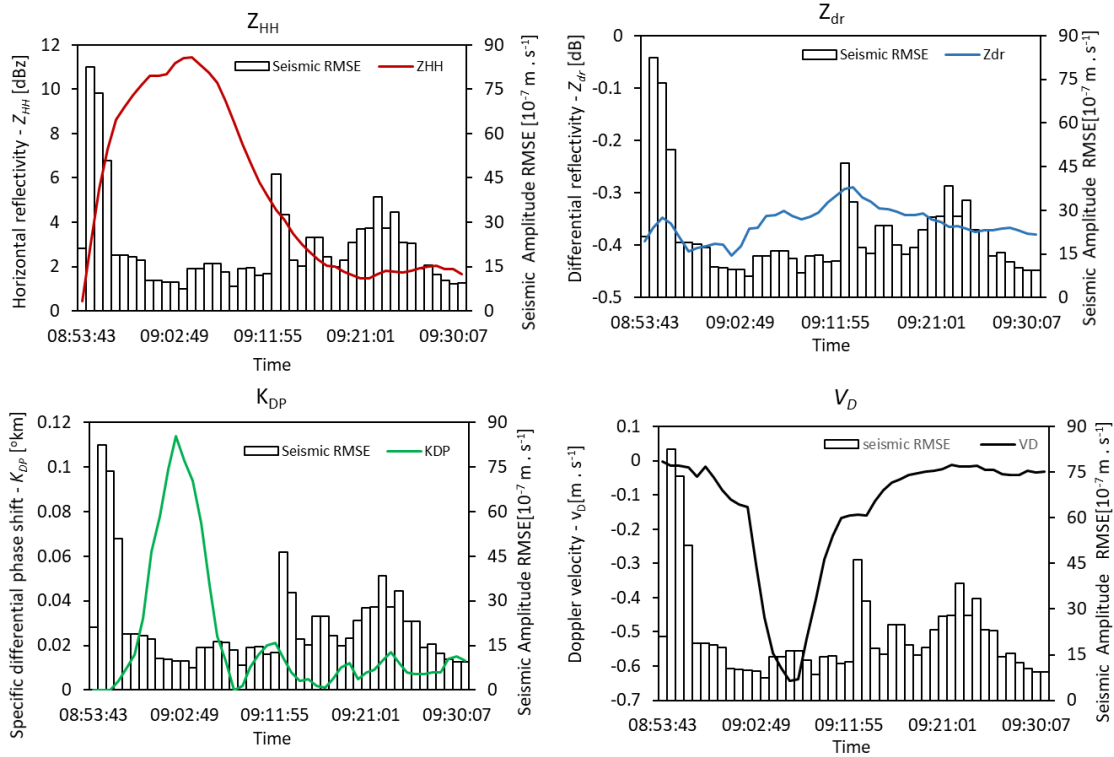 Z_HH
Horizontal reflectivity - Z_HH [dBz]
12
10
8
6
4
2
0
Seismic RMSE
ZHH
90
75
60
45
30
15
0
Seismic Amplitude RMSE [10⁻⁷ m . s⁻¹]
08:53:43 09:02:49 09:11:55 09:21:01 09:30:07
Time
Z_dr
Differential reflectivity - Z_dr [dB]
0
-0.1
-0.2
-0.3
-0.4
-0.5
Seismic RMSE
Zdr
90
75
60
45
30
15
0
Seismic Amplitude RMSE[10⁻⁷ m . s⁻¹]
08:53:43 09:02:49 09:11:55 09:21:01 09:30:07
Time
K_DP
Specific differential phase shift - K_DP [°km]
0.12
0.1
0.08
0.06
0.04
0.02
0
Seismic RMSE
KDP
90
75
60
45
30
15
0
Seismic Amplitude RMSE[10⁻⁷ m . s⁻¹]
08:53:43 09:02:49 09:11:55 09:21:01 09:30:07
Time
V_D
Doppler velocity - v_D[m . s⁻¹]
0.1
0
-0.1
-0.2
-0.3
-0.4
-0.5
-0.6
-0.7
seismic RMSE
VD
90
75
60
45
30
15
0
Seismic Amplitude RMSE[10⁻⁷ m . s⁻¹]
08:53:43 09:02:49 09:11:55 09:21:01 09:30:07
Time